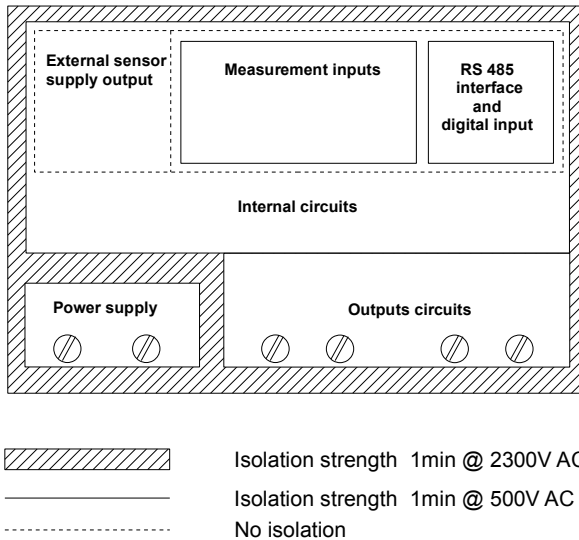 External sensor
supply output
Measurement inputs
RS 485
interface
and
digital input
Internal circuits
Power supply
Outputs circuits
Isolation strength 1min @ 2300V AC
Isolation strength 1min @ 500V AC
No isolation